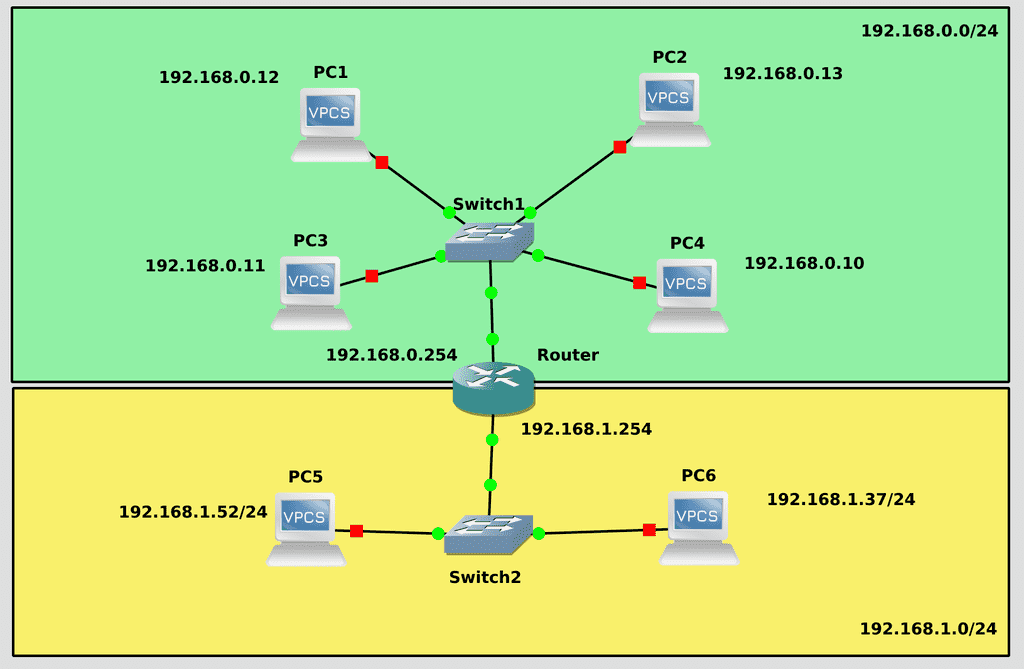 192.168.0.0/24
PC1
192.168.0.12
VPCS
PC2
192.168.0.13
VPCS
Switch1
PC3
192.168.0.11
VPCS
PC4
192.168.0.10
VPCS
192.168.0.254
Router
192.168.1.254
PC5
192.168.1.52/24
VPCS
PC6
192.168.1.37/24
VPCS
Switch2
192.168.1.0/24